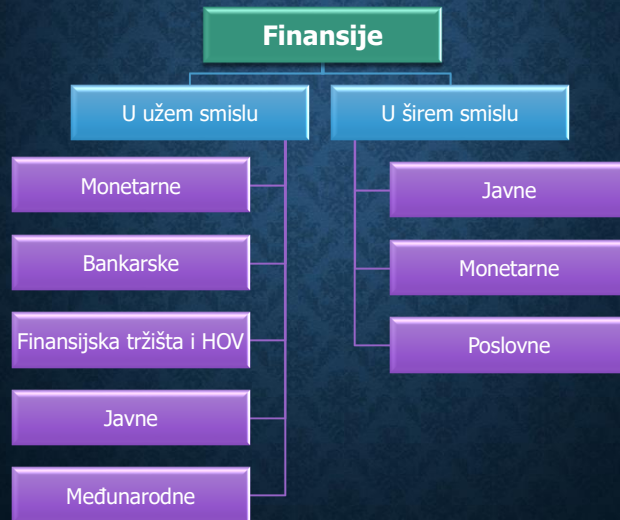 Finansije
U užem smislu
U širem smislu
Monetarne
Bankarske
Finansijska tržišta i HOV
Javne
Međunarodne
Javne
Monetarne
Poslovne